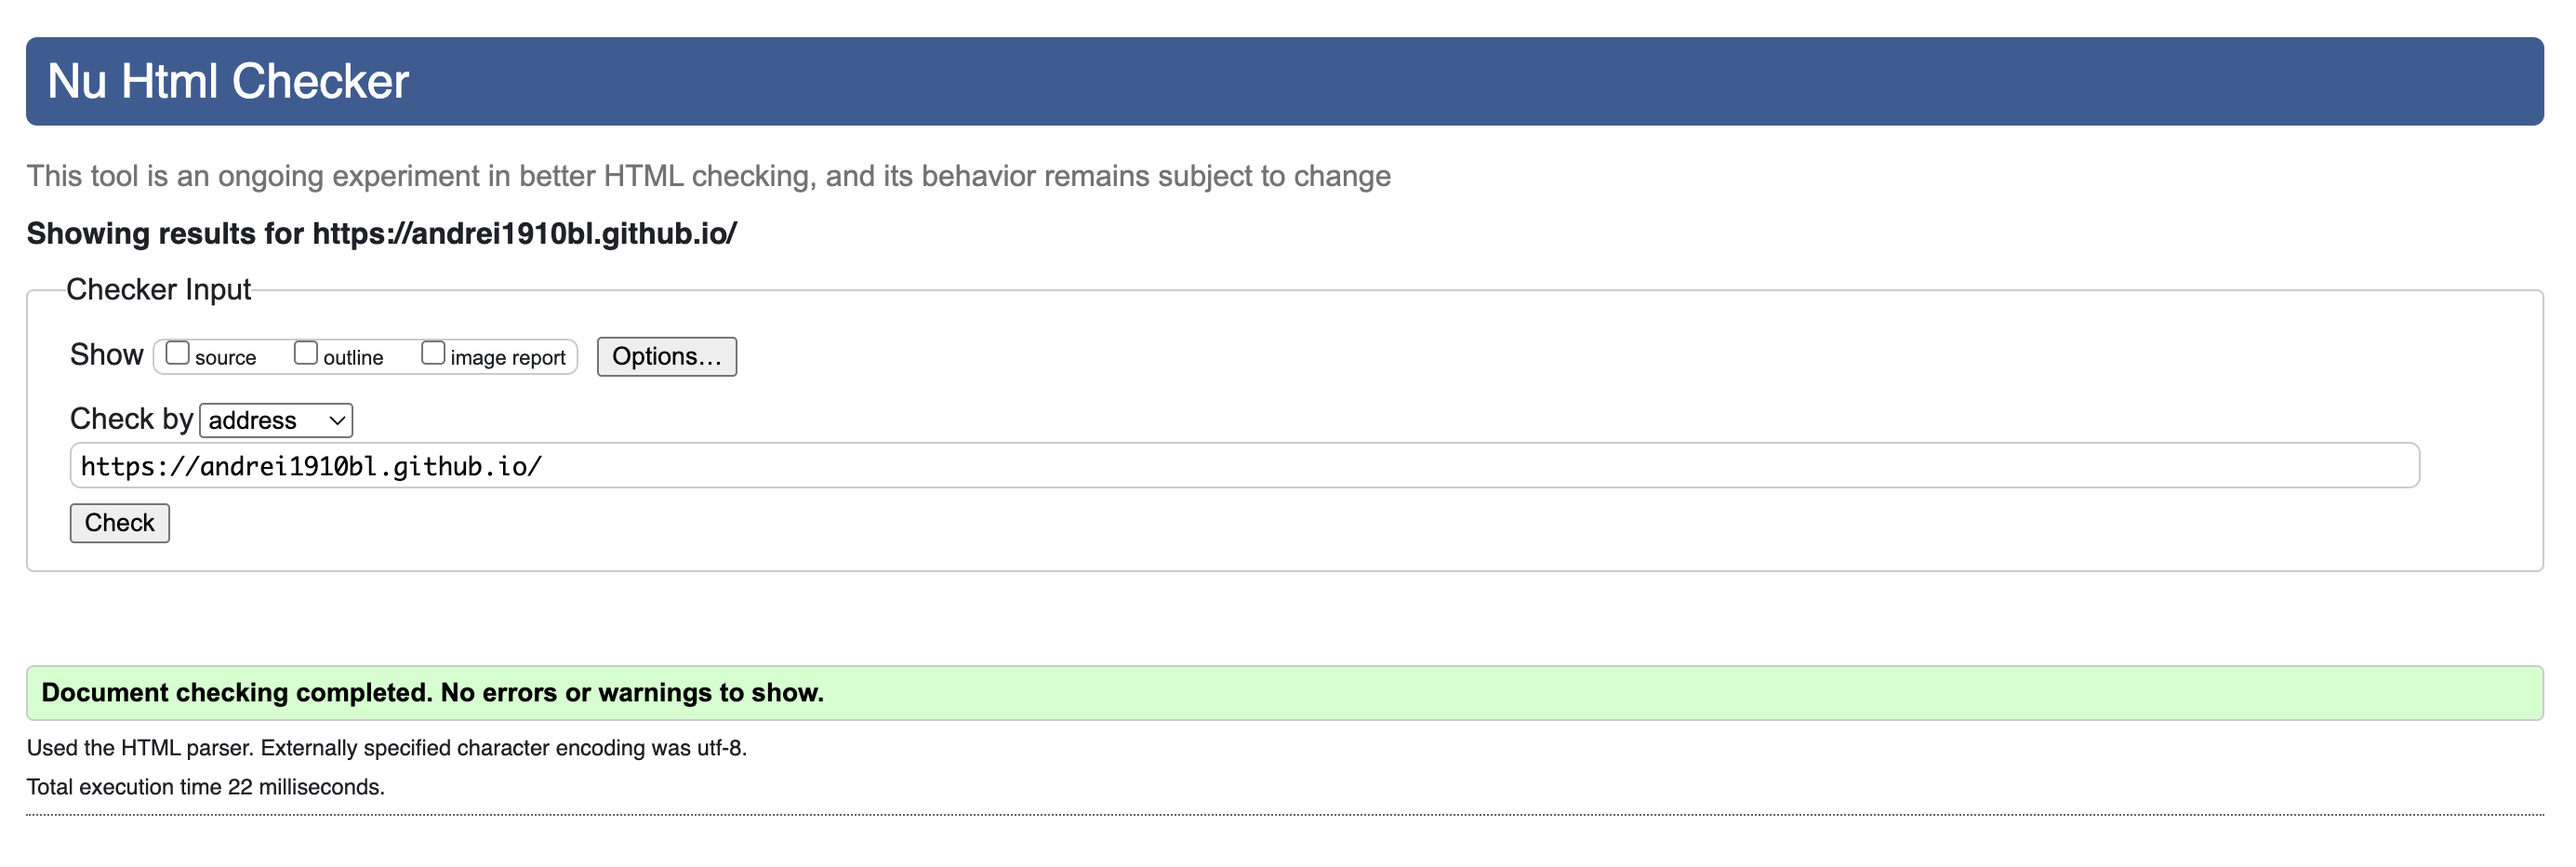 Nu Html Checker
This tool is an ongoing experiment in better HTML checking, and its behavior remains subject to change
Showing results for https://andrei1910bl.github.io/
Checker Input
Show source outline image report Options…
Check by address
https://andrei1910bl.github.io/
Check
Document checking completed. No errors or warnings to show.
Used the HTML parser. Externally specified character encoding was utf-8.
Total execution time 22 milliseconds.